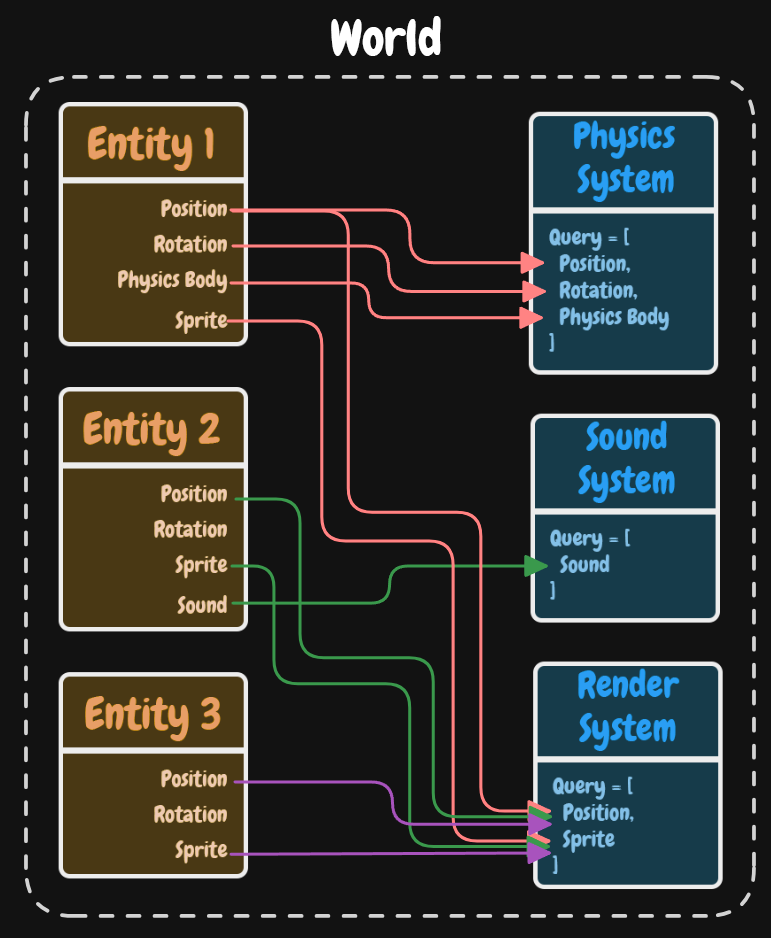 World
Entity 1
Position
Rotation
Physics Body
Sprite
Entity 2
Position
Rotation
Sprite
Sound
Entity 3
Position
Rotation
Sprite
Physics
System
Query = [
Position,
Rotation,
Physics Body
]
Sound
System
Query = [
Sound
]
Render
System
Query = [
Position,
Sprite
]